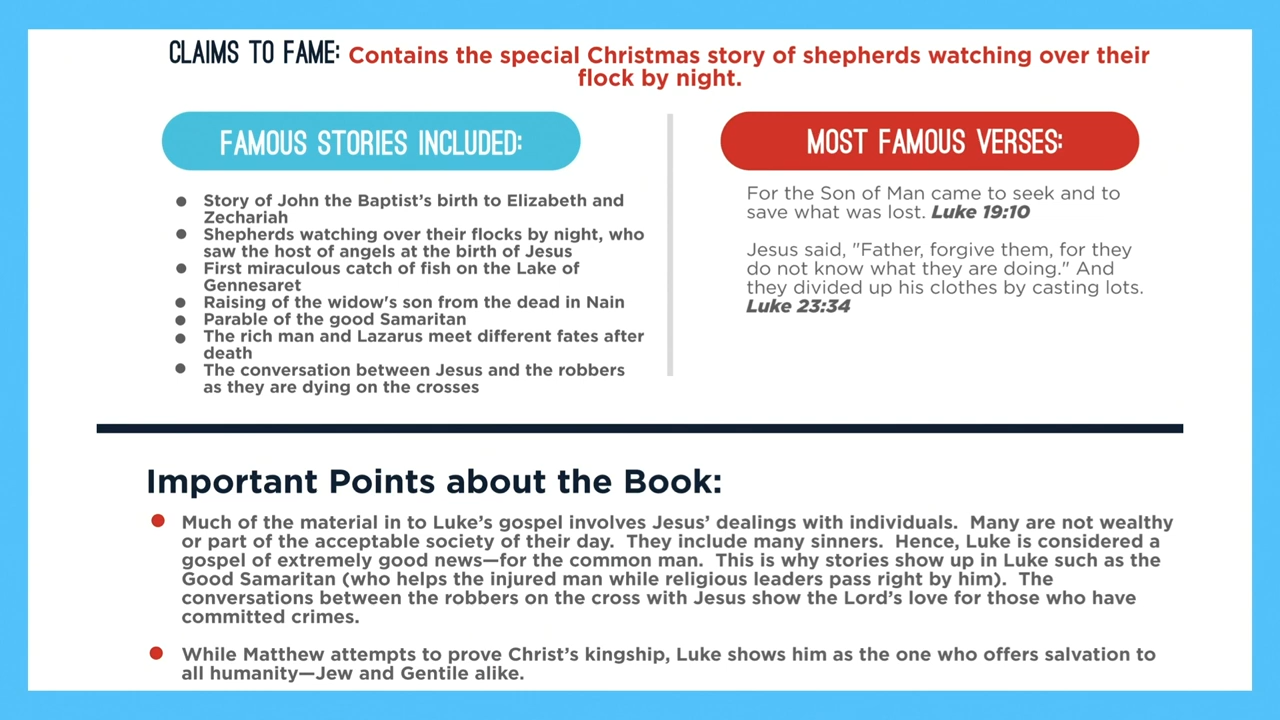 CLAIMS TO FAME: Contains the special Christmas story of shepherds watching over their
flock by night.
FAMOUS STORIES INCLUDED:
● Story of John the Baptist’s birth to Elizabeth and
Zechariah
● Shepherds watching over their flocks by night, who
saw the host of angels at the birth of Jesus
● First miraculous catch of fish on the Lake of
Gennesaret
● Raising of the widow's son from the dead in Nain
● Parable of the good Samaritan
● The rich man and Lazarus meet different fates after
death
● The conversation between Jesus and the robbers
as they are dying on the crosses
MOST FAMOUS VERSES:
For the Son of Man came to seek and to
save what was lost. Luke 19:10
Jesus said, "Father, forgive them, for they
do not know what they are doing." And
they divided up his clothes by casting lots.
Luke 23:34
Important Points about the Book:
● Much of the material in to Luke’s gospel involves Jesus’ dealings with individuals.  Many are not wealthy
or part of the acceptable society of their day.  They include many sinners.  Hence, Luke is considered a
gospel of extremely good news—for the common man.  This is why stories show up in Luke such as the
Good Samaritan (who helps the injured man while religious leaders pass right by him).  The
conversations between the robbers on the cross with Jesus show the Lord’s love for those who have
committed crimes.
● While Matthew attempts to prove Christ’s kingship, Luke shows him as the one who offers salvation to
all humanity—Jew and Gentile alike.